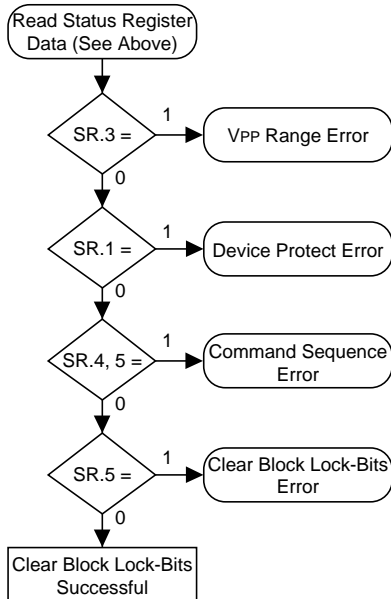 Read Status Register
Data (See Above)
SR.3 =
1
VPP Range Error
0
SR.1 =
1
Device Protect Error
0
SR.4, 5 =
1
Command Sequence
Error
0
SR.5 =
1
Clear Block Lock-Bits
Error
0
Clear Block Lock-Bits
Successful